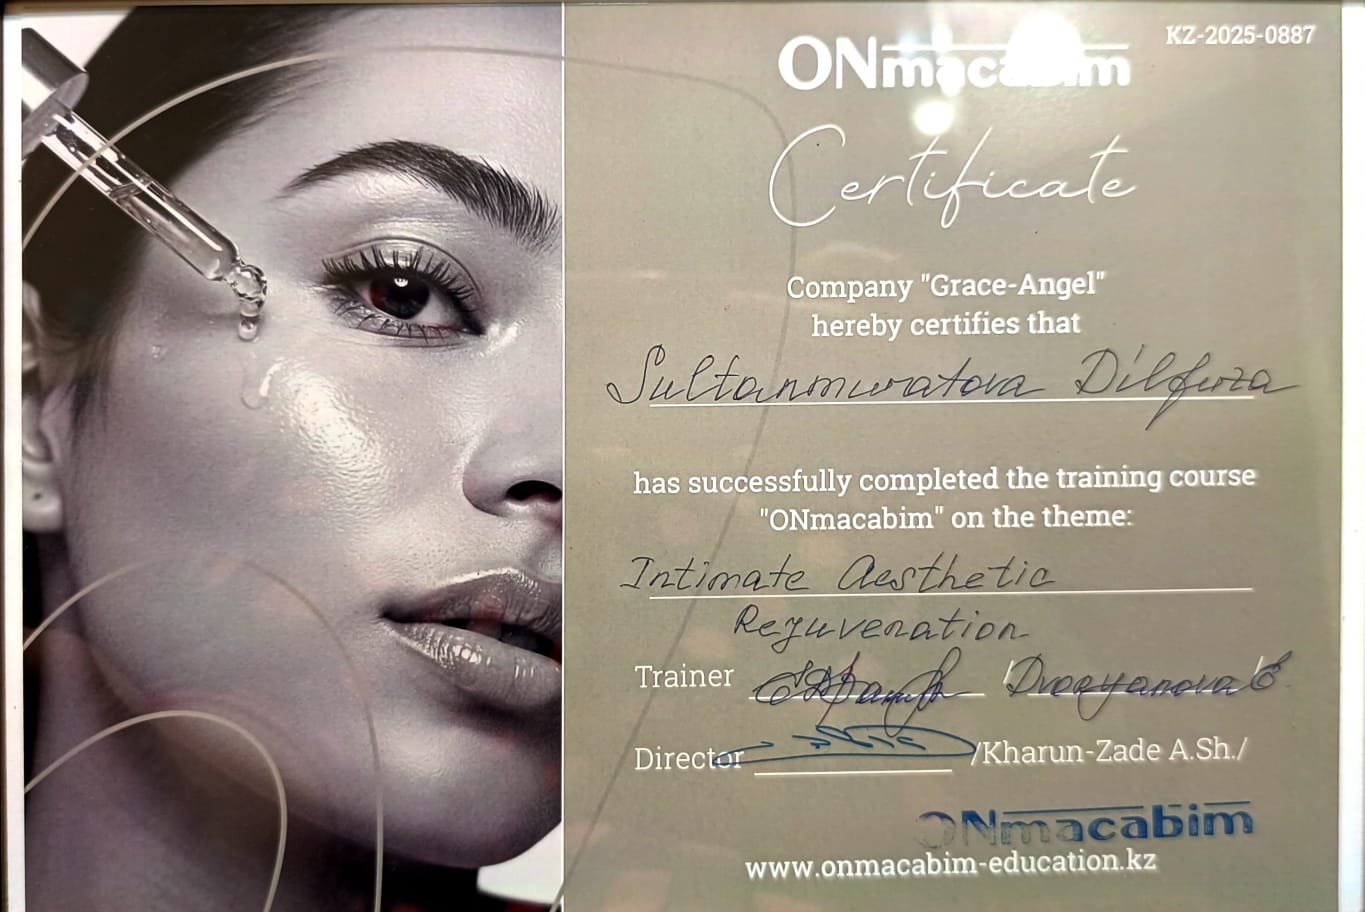 KZ-2025-0887
ONmacabim
Certificate
Company "Grace-Angel"
hereby certifies that
Sultanmuratova Dilfuza
has successfully completed the training course
"ONmacabim" on the theme:
Intimate Aesthetic
Rejuvenation
Trainer
Director /Kharun-Zade A.Sh./
ONmacabim
www.onmacabim-education.kz